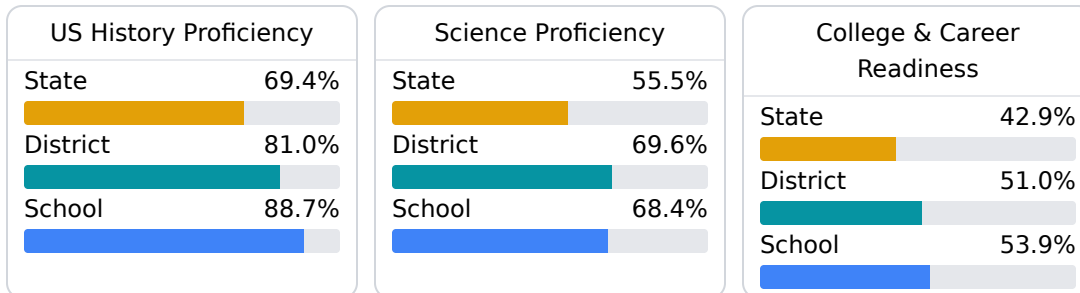 US History Proficiency
State 69.4%
District 81.0%
School 88.7%
Science Proficiency
State 55.5%
District 69.6%
School 68.4%
College & Career
Readiness
State 42.9%
District 51.0%
School 53.9%